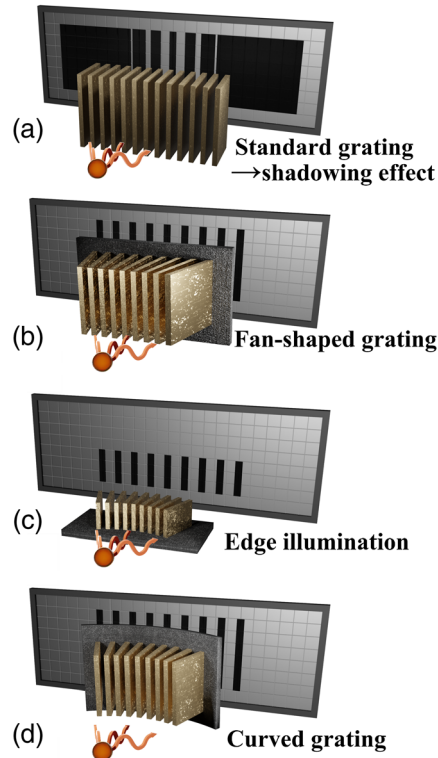 (a)
Standard grating
→shadowing effect
(b)
Fan-shaped grating
(c)
Edge illumination
(d)
Curved grating